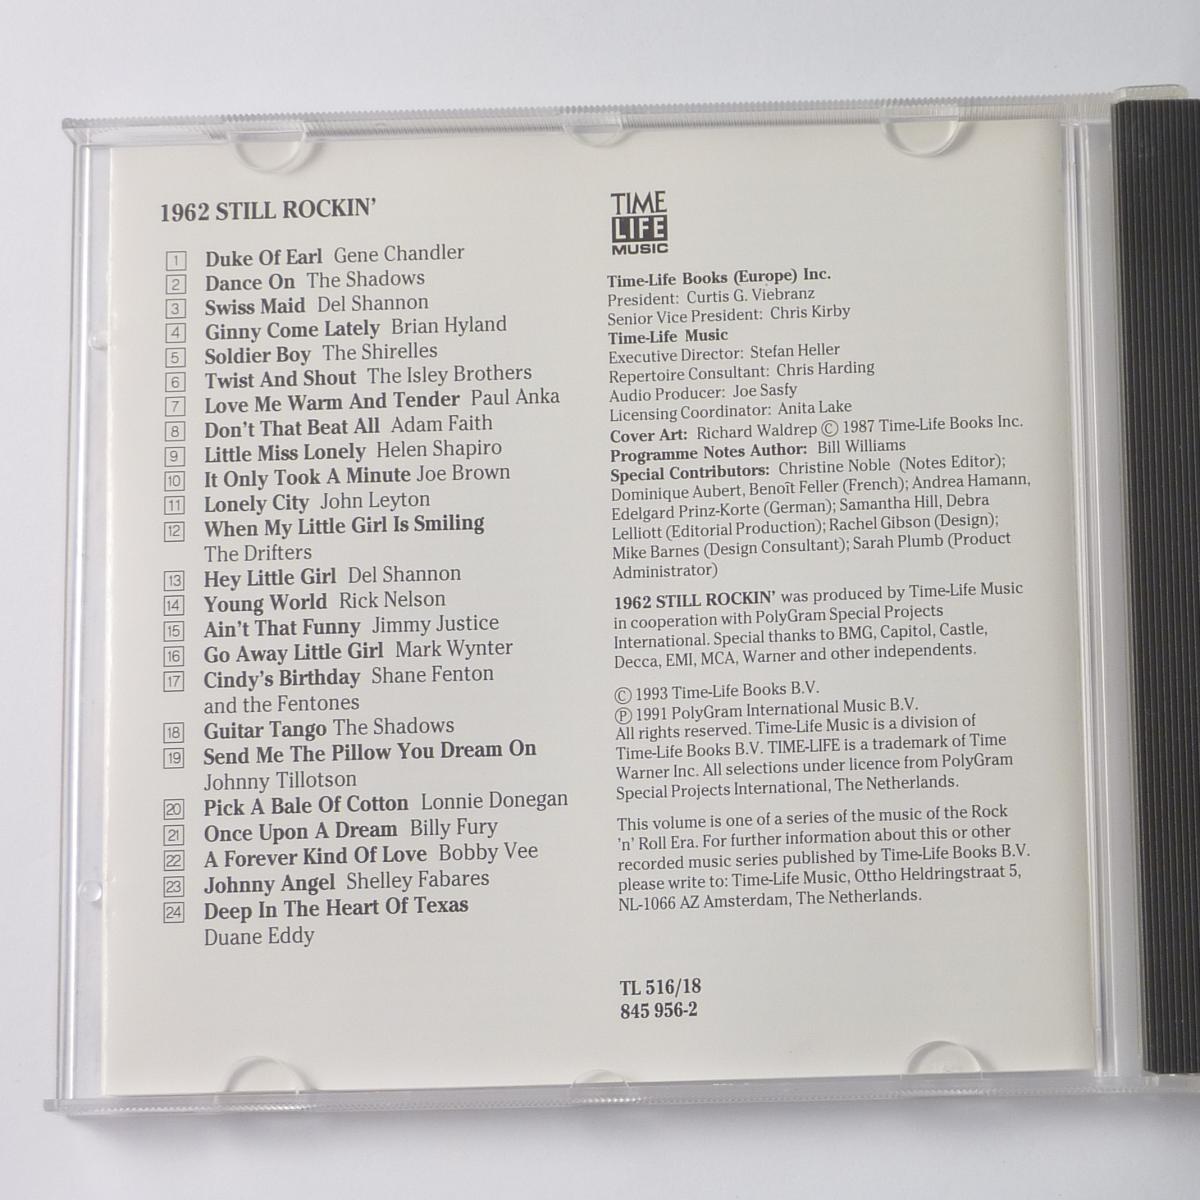 1962 STILL ROCKIN'
1 Duke Of Earl Gene Chandler
2 Dance On The Shadows
3 Swiss Maid Del Shannon
4 Ginny Come Lately Brian Hyland
5 Soldier Boy The Shirelles
6 Twist And Shout The Isley Brothers
7 Love Me Warm And Tender Paul Anka
8 Don't That Beat All Adam Faith
9 Little Miss Lonely Helen Shapiro
10 It Only Took A Minute Joe Brown
11 Lonely City John Leyton
12 When My Little Girl Is Smiling
The Drifters
13 Hey Little Girl Del Shannon
14 Young World Rick Nelson
15 Ain't That Funny Jimmy Justice
16 Go Away Little Girl Mark Wynter
17 Cindy's Birthday Shane Fenton
and the Fentones
18 Guitar Tango The Shadows
19 Send Me The Pillow You Dream On
Johnny Tillotson
20 Pick A Bale Of Cotton Lonnie Donegan
21 Once Upon A Dream Billy Fury
22 A Forever Kind Of Love Bobby Vee
23 Johnny Angel Shelley Fabares
24 Deep In The Heart Of Texas
Duane Eddy
TIME
LIFE
MUSIC
Time-Life Books (Europe) Inc.
President: Curtis G. Viebranz
Senior Vice President: Chris Kirby
Time-Life Music
Executive Director: Stefan Heller
Repertoire Consultant: Chris Harding
Audio Producer: Joe Sasfy
Licensing Coordinator: Anita Lake
Cover Art: Richard Waldrep © 1987 Time-Life Books Inc.
Programme Notes Author: Bill Williams
Special Contributors: Christine Noble (Notes Editor);
Dominique Aubert, Benoît Feller (French); Andrea Hamann,
Edelgard Prinz-Korte (German); Samantha Hill, Debra
Lelliott (Editorial Production); Rachel Gibson (Design);
Mike Barnes (Design Consultant); Sarah Plumb (Product
Administrator)
1962 STILL ROCKIN' was produced by Time-Life Music
in cooperation with PolyGram Special Projects
International. Special thanks to BMG, Capitol, Castle,
Decca, EMI, MCA, Warner and other independents.
© 1993 Time-Life Books B.V.
℗ 1991 PolyGram International Music B.V.
All rights reserved. Time-Life Music is a division of
Time-Life Books B.V. TIME-LIFE is a trademark of Time
Warner Inc. All selections under licence from PolyGram
Special Projects International, The Netherlands.
This volume is one of a series of the music of the Rock
'n' Roll Era. For further information about this or other
recorded music series published by Time-Life Books B.V.
please write to: Time-Life Music, Ottho Heldringstraat 5,
NL-1066 AZ Amsterdam, The Netherlands.
TL 516/18
845 956-2